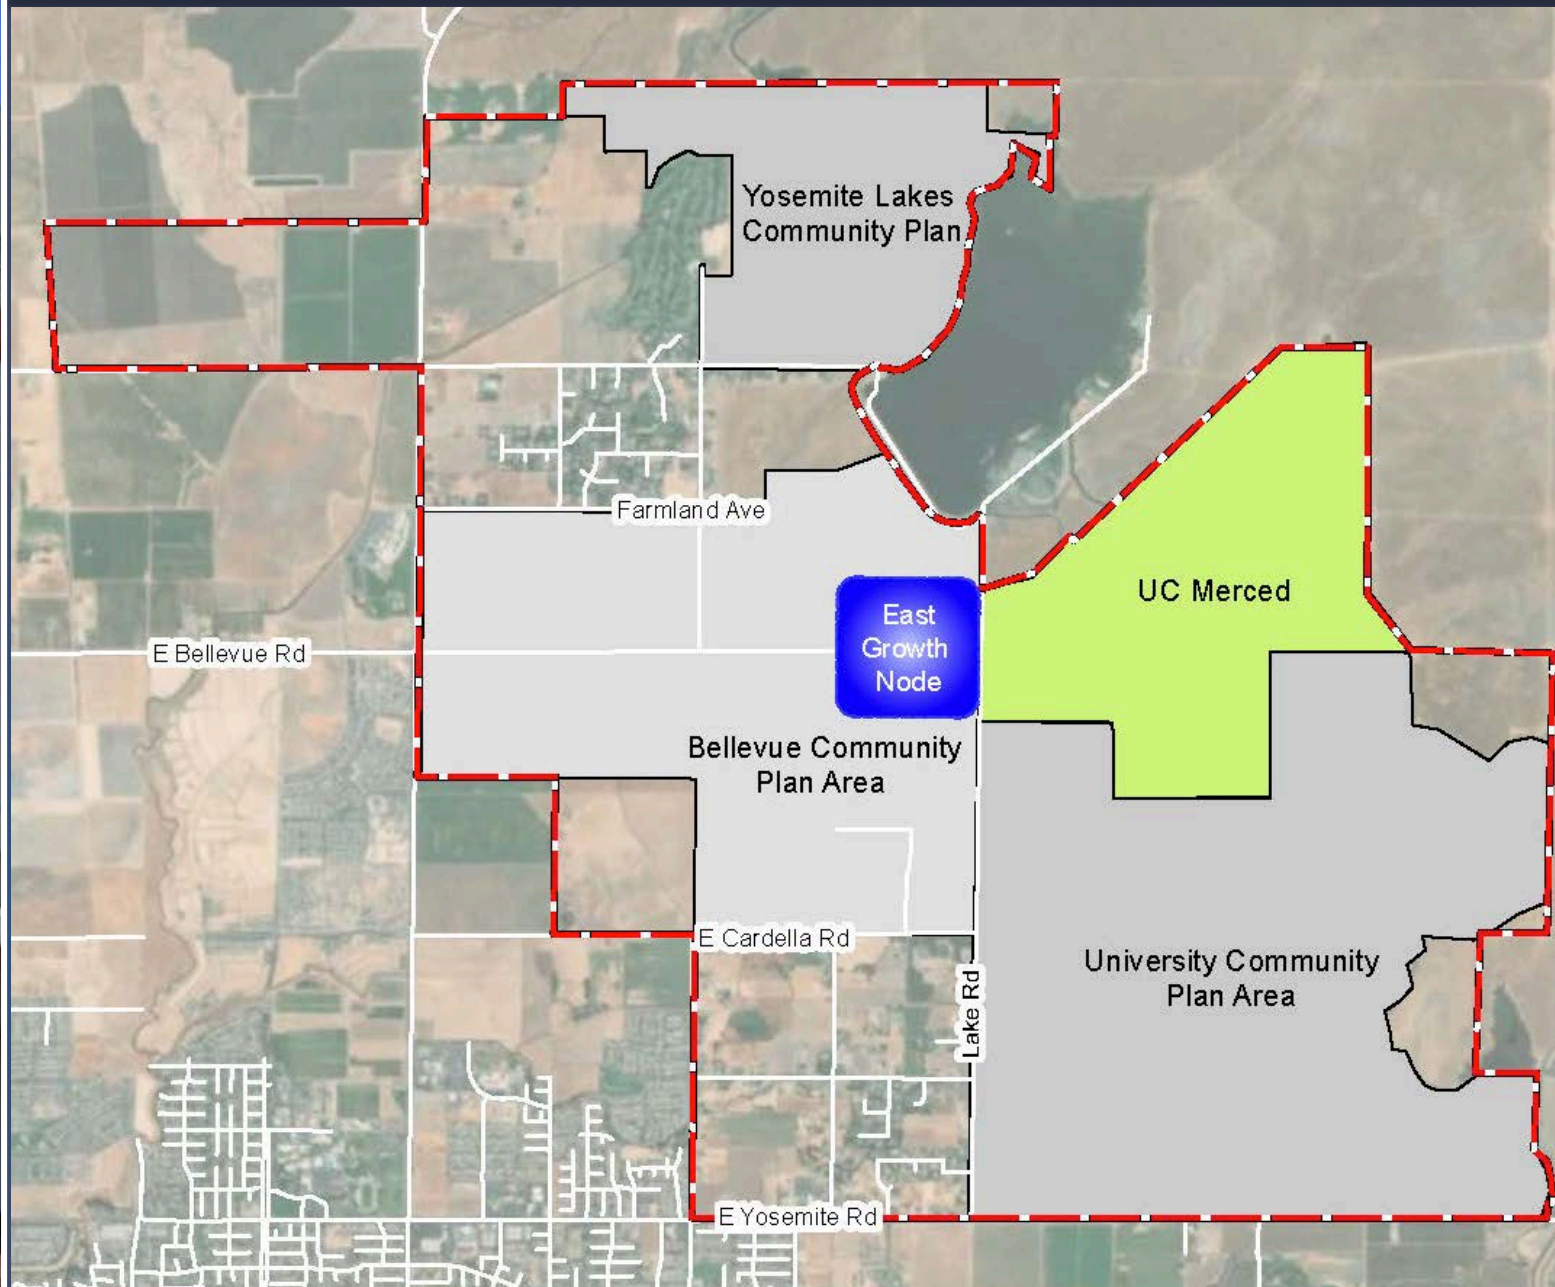 Yosemite Lakes
Community Plan
Farmland Ave
UC Merced
East
Growth
Node
E Bellevue Rd
Bellevue Community
Plan Area
E Cardella Rd
University Community
Plan Area
Lake Rd
E Yosemite Rd